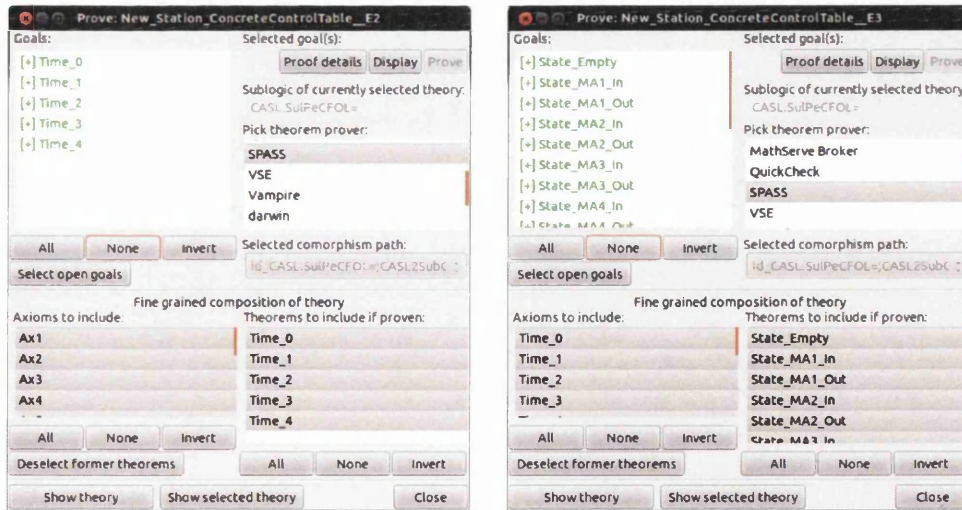 Prove: New_Station_ConcreteControlTable__E2
Goals:
[+] Time_0
[+] Time_1
[+] Time_2
[+] Time_3
[+] Time_4
Selected goal(s):
Proof details Display Prove
Sublogic of currently selected theory:
CASL.SulPeCFOL=
Pick theorem prover:
SPASS
VSE
Vampire
darwin
All None Invert
Selected comorphism path:
Select open goals
id_CASL.SulPeCFOL=;CASL2SubC
Fine grained composition of theory
Axioms to include:
Ax1
Ax2
Ax3
Ax4
Theorems to include if proven:
Time_0
Time_1
Time_2
Time_3
Time_4
All None Invert
Deselect former theorems
All None Invert
Show theory Show selected theory Close
Prove: New_Station_ConcreteControlTable__E3
Goals:
[+] State_Empty
[+] State_MA1_In
[+] State_MA1_Out
[+] State_MA2_In
[+] State_MA2_Out
[+] State_MA3_In
[+] State_MA3_Out
[+] State_MA4_In
[+] State_MA4_Out
Selected goal(s):
Proof details Display Prove
Sublogic of currently selected theory
CASL.SulPeCFOL=
Pick theorem prover:
MathServe Broker
QuickCheck
SPASS
VSE
All None Invert
Selected comorphism path:
Select open goals
id_CASL.SulPeCFOL=;CASL2SubC
Fine grained composition of theory
Axioms to include:
Time_0
Time_1
Time_2
Time_3
Theorems to include if proven:
State_Empty
State_MA1_In
State_MA1_Out
State_MA2_In
State_MA2_Out
State_MA3_In
All None Invert
Deselect former theorems
All None Invert
Show theory Show selected theory Close